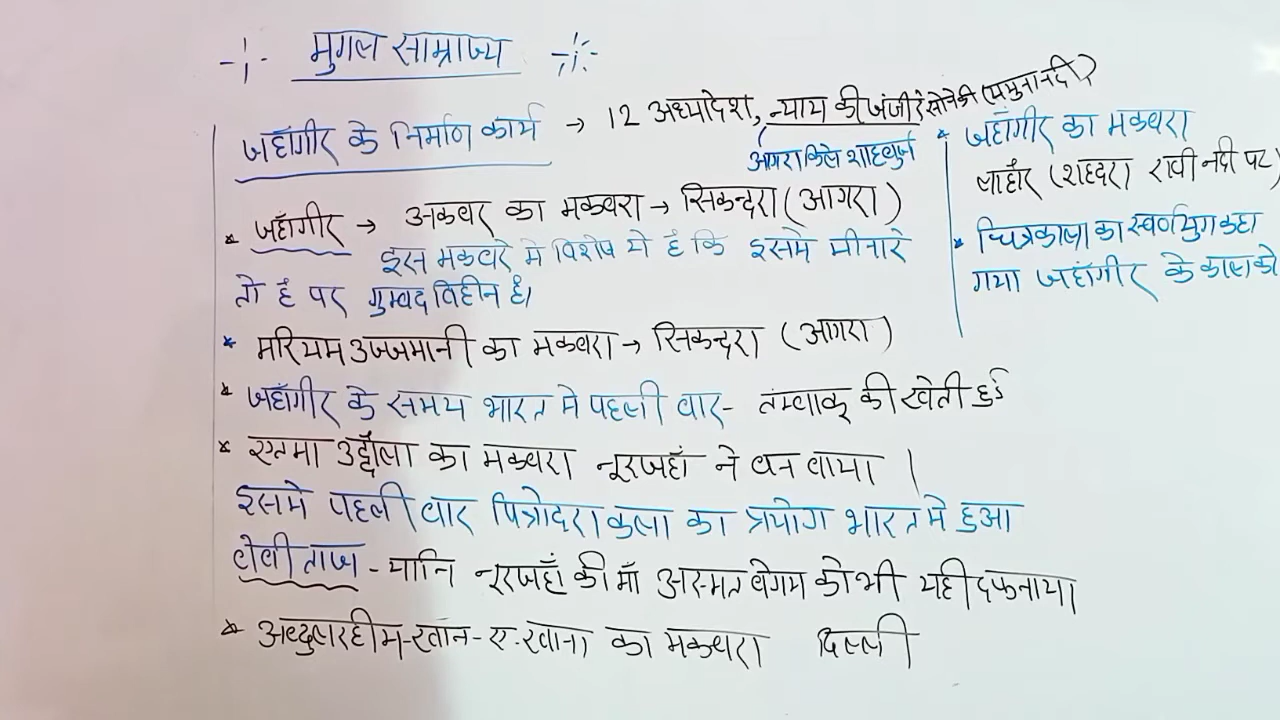 मुगल साम्राज्य
जहाँगीर के निर्माण कार्य → 12 अध्यादेश, न्याय की जंजीर सोने की (यमुना नदी)
आगरा किले शाहबुर्ज
* जहाँगीर → अकबर का मकबरा → सिकन्दरा (आगरा)
इस मकबरे मे विशेष ये है कि इसमे मीनारे
तो है पर गुम्बद विहीन है।
* मरियम उज्जमानी का मकबरा → सिकन्दरा (आगरा)
* जहाँगीर के समय भारत मे पहली बार - तम्बाकू की खेती हुई
* एतमा उद्दौला का मकबरा नूरजहाँ ने बनवाया।
इसमे पहली बार पित्रोदरा कला का प्रयोग भारत मे हुआ
बेबी ताज - यानि नूरजहाँ की माँ अस्मत बेगम को भी यही दफनाया
* अब्दुलरहीम-खान-ए-खाना का मकबरा दिल्ली
* जहाँगीर का मकबरा
लाहौर (शहदरा रावी नदी पर)
* चित्रकाला का स्वर्णयुग कहा
गया जहाँगीर के काल को